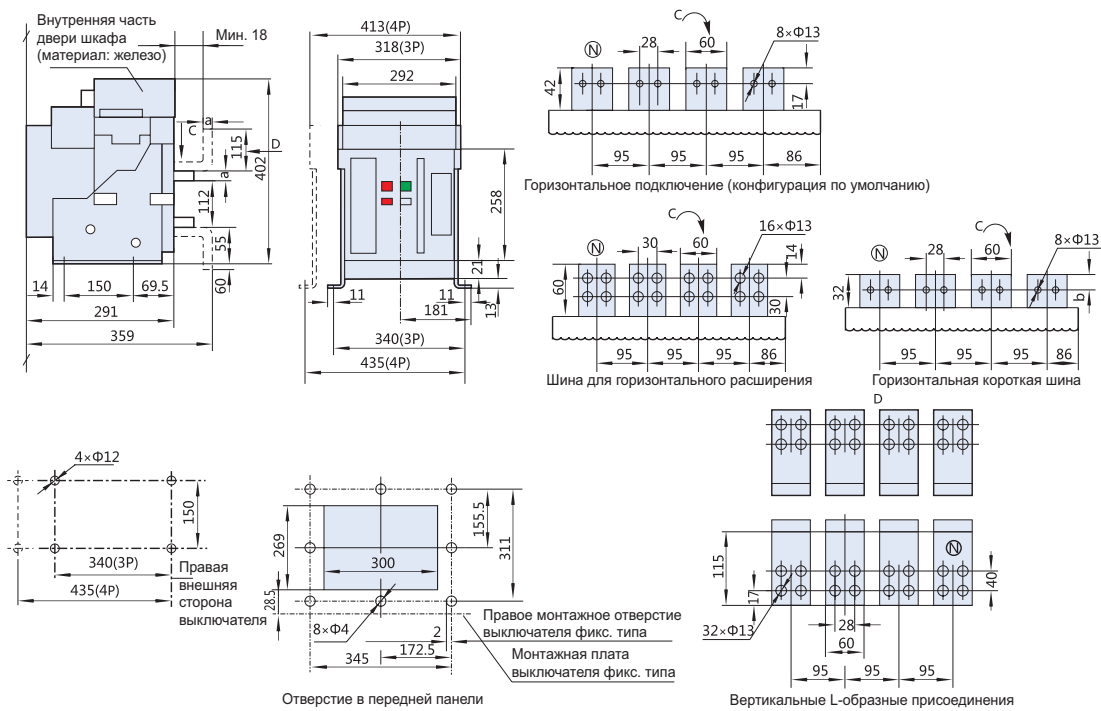 Внутренняя часть
двери шкафа
(материал: железо)
Мин. 18
a
C
115
D
402
a
112
55
60
14
150
69.5
291
359
413(4P)
318(3P)
292
258
21
13
11
11
181
340(3P)
435(4P)
C
N
28
60
8×Φ13
42
17
95
95
95
86
Горизонтальное подключение (конфигурация по умолчанию)
C
N
30
60
16×Φ13
14
60
30
95
95
95
86
Шина для горизонтального расширения
C
N
28
60
8×Φ13
32
b
95
95
95
86
Горизонтальная короткая шина
4×Φ12
150
340(3P)
435(4P)
Правая
внешняя
сторона
выключателя
269
300
155.5
311
28.5
8×Φ4
2
172.5
345
Правое монтажное отверстие
выключателя фикс. типа
Монтажная плата
выключателя фикс. типа
Отверстие в передней панели
D
N
115
17
40
32×Φ13
28
60
95
95
95
Вертикальные L-образные присоединения